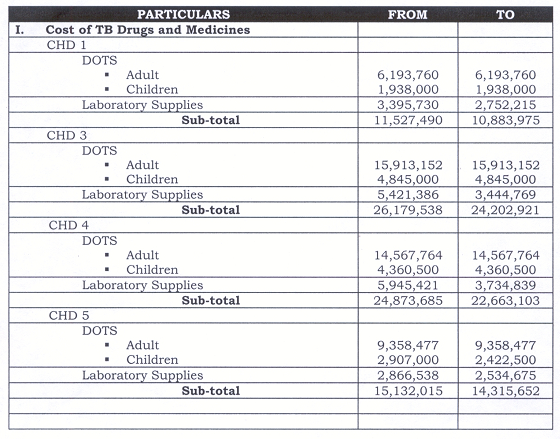 PARTICULARS FROM TO
I. Cost of TB Drugs and Medicines
CHD 1
DOTS
▪ Adult 6,193,760 6,193,760
▪ Children 1,938,000 1,938,000
Laboratory Supplies 3,395,730 2,752,215
Sub-total 11,527,490 10,883,975
CHD 3
DOTS
▪ Adult 15,913,152 15,913,152
▪ Children 4,845,000 4,845,000
Laboratory Supplies 5,421,386 3,444,769
Sub-total 26,179,538 24,202,921
CHD 4
DOTS
▪ Adult 14,567,764 14,567,764
▪ Children 4,360,500 4,360,500
Laboratory Supplies 5,945,421 3,734,839
Sub-total 24,873,685 22,663,103
CHD 5
DOTS
▪ Adult 9,358,477 9,358,477
▪ Children 2,907,000 2,422,500
Laboratory Supplies 2,866,538 2,534,675
Sub-total 15,132,015 14,315,652